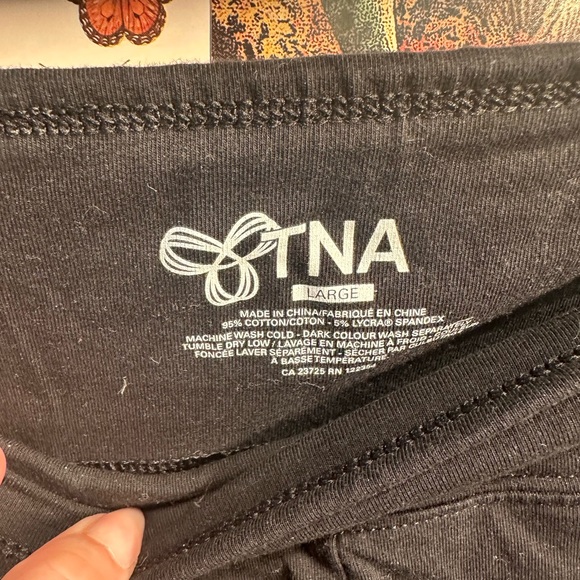 TNA
LARGE
MADE IN CHINA/FABRIQUÉ EN CHINE
95% COTTON/COTON - 5% LYCRA® SPANDEX
MACHINE WASH COLD - DARK COLOUR WASH SEPARATELY
TUMBLE DRY LOW / LAVAGE EN MACHINE À FROID
FONCÉE LAVER SÉPARÉMENT - SÉCHER PAR
À BASSE TEMPÉRATURE
CA 23725 RN 122354